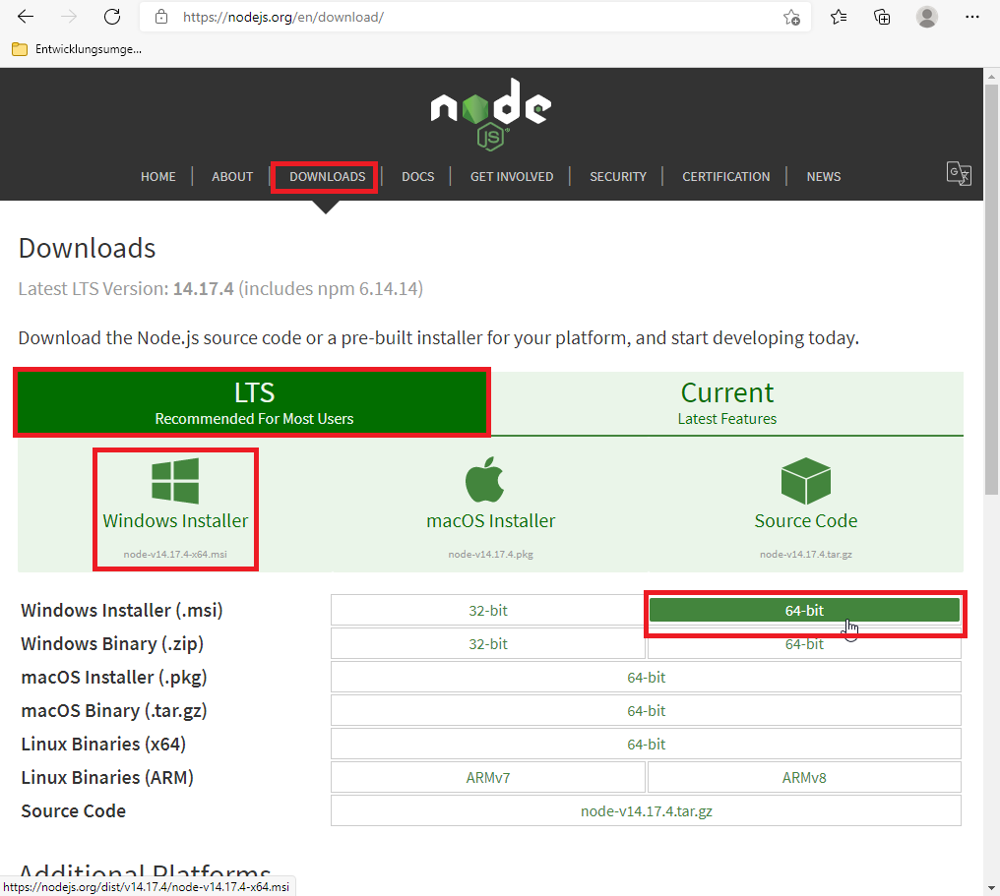 https://nodejs.org/en/download/
Entwicklungsumge...
node
JS
HOME
ABOUT
DOWNLOADS
DOCS
GET INVOLVED
SECURITY
CERTIFICATION
NEWS
Downloads
Latest LTS Version: 14.17.4 (includes npm 6.14.14)
Download the Node.js source code or a pre-built installer for your platform, and start developing today.
LTS
Recommended For Most Users
Current
Latest Features
Windows Installer
node-v14.17.4-x64.msi
macOS Installer
node-v14.17.4.pkg
Source Code
node-v14.17.4.tar.gz
Windows Installer (.msi) 32-bit 64-bit
Windows Binary (.zip) 32-bit 64-bit
macOS Installer (.pkg) 64-bit
macOS Binary (.tar.gz) 64-bit
Linux Binaries (x64) 64-bit
Linux Binaries (ARM) ARMv7 ARMv8
Source Code node-v14.17.4.tar.gz
Additional Platforms
https://nodejs.org/dist/v14.17.4/node-v14.17.4-x64.msi